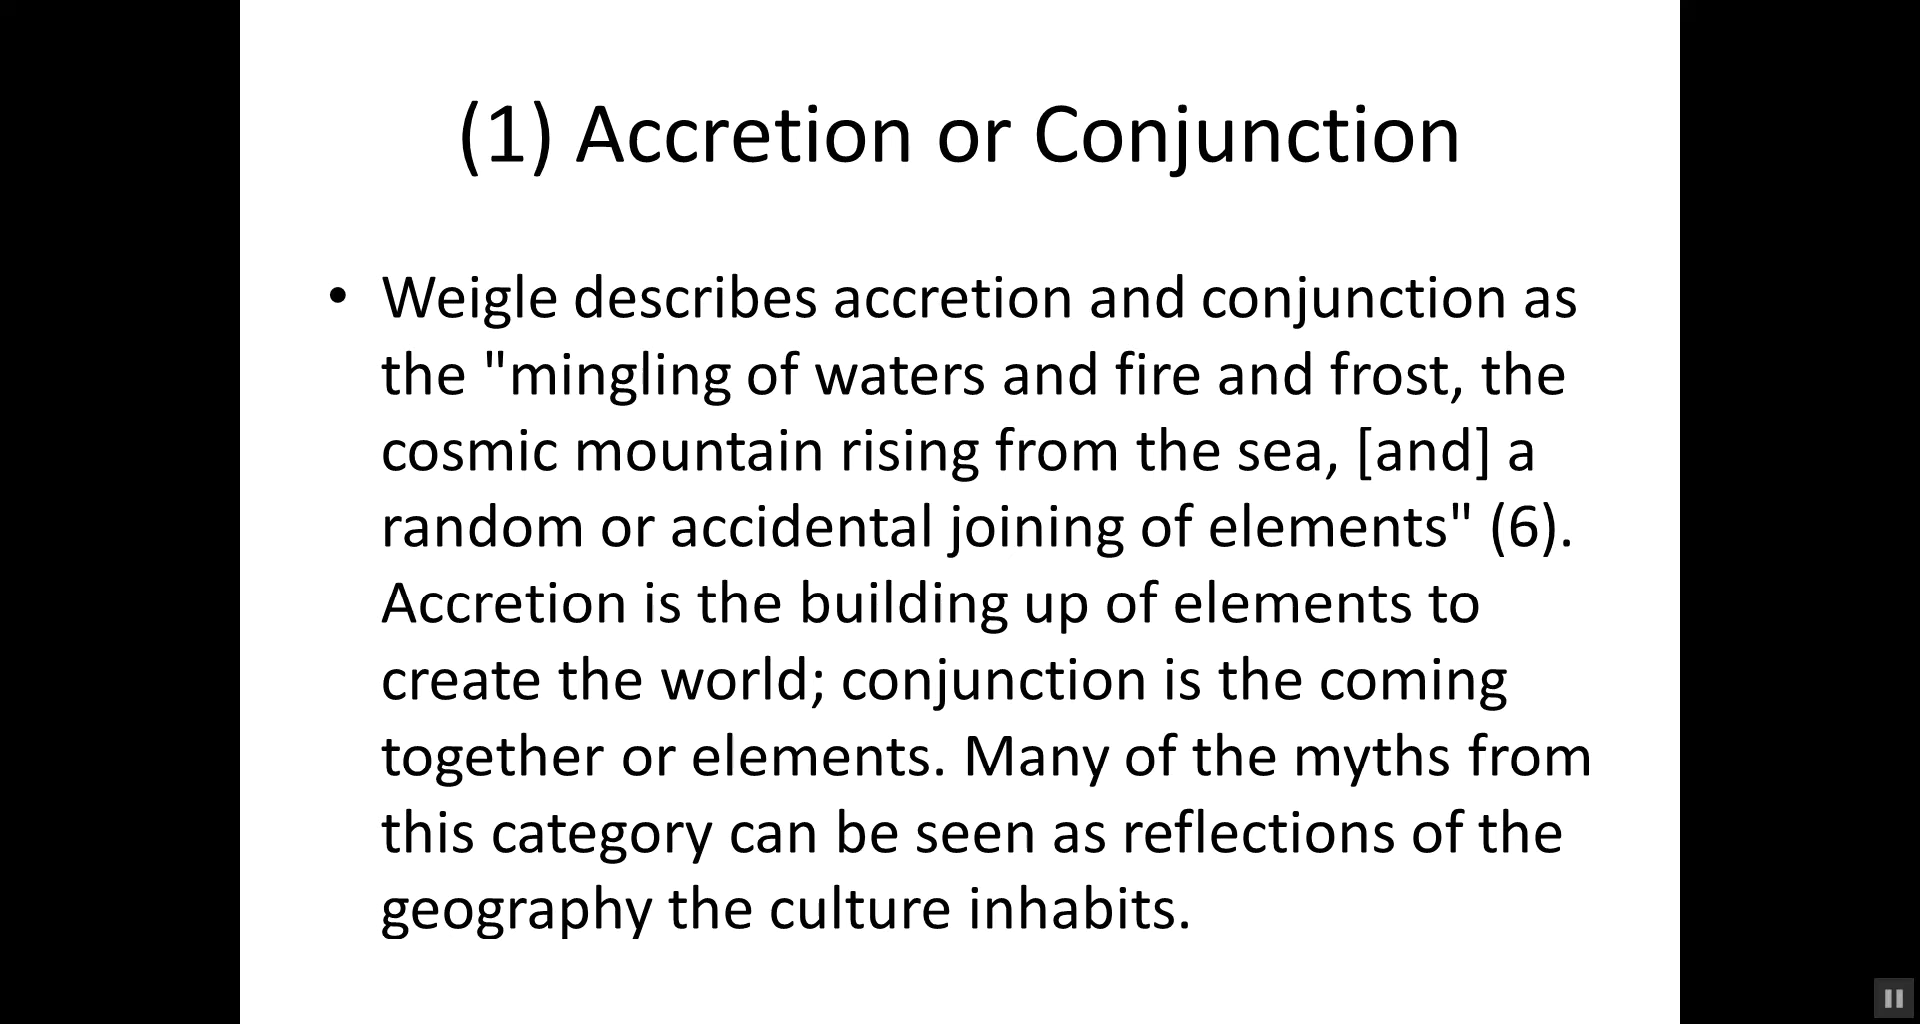 (1) Accretion or Conjunction
• Weigle describes accretion and conjunction as
the "mingling of waters and fire and frost, the
cosmic mountain rising from the sea, [and] a
random or accidental joining of elements" (6).
Accretion is the building up of elements to
create the world; conjunction is the coming
together or elements. Many of the myths from
this category can be seen as reflections of the
geography the culture inhabits.